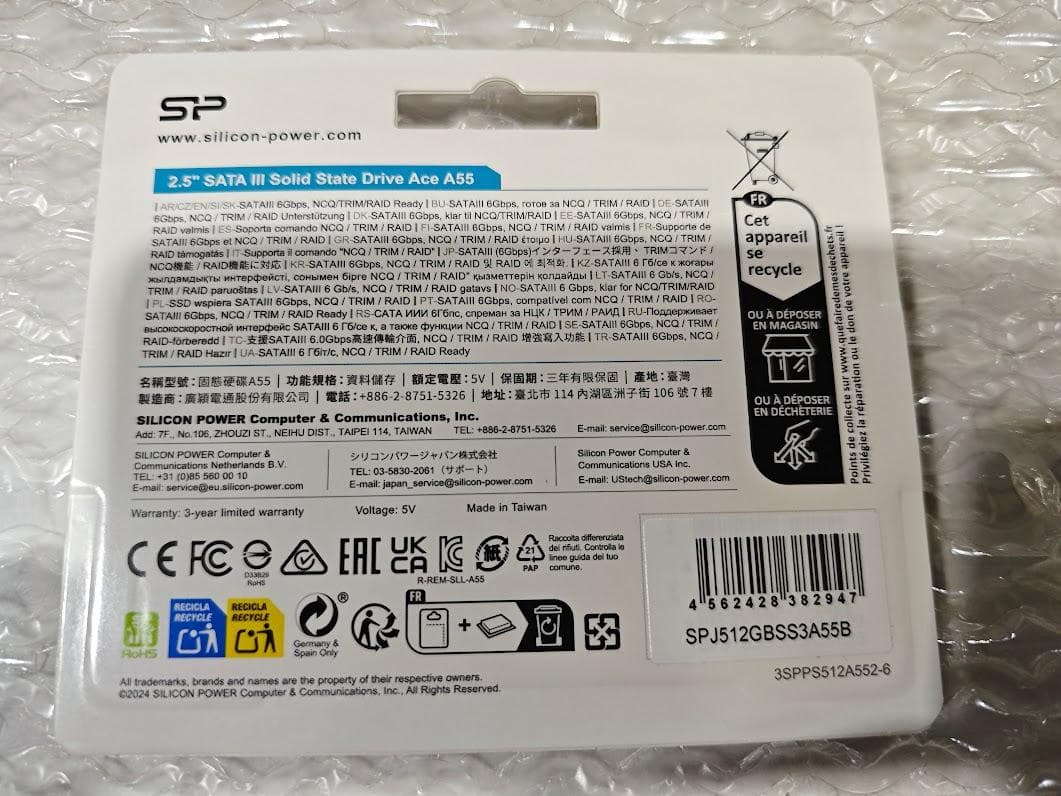 SP
www.silicon-power.com
2.5" SATA III Solid State Drive Ace A55
| AR/CZ/EN/SI/SK-SATAIII 6Gbps, NCQ/TRIM/RAID Ready | BU-SATAIII 6Gbps, готов за NCQ / TRIM / RAID | DE-SATAIII
6Gbps, NCQ / TRIM / RAID Unterstützung | DK-SATAIII 6Gbps, klar til NCQ/TRIM/RAID | EE-SATAIII 6Gbps, NCQ / TRIM /
RAID valmis | ES-Soporta comando NCQ / TRIM / RAID | FI-SATAIII 6Gbps, NCQ / TRIM / RAID valmis | FR-Supporte de
SATAIII 6Gbps et NCQ / TRIM / RAID | GR-SATAIII 6Gbps, NCQ / TRIM / RAID έτοιμο | HU-SATAIII 6Gbps, NCQ / TRIM /
RAID támogatás | IT-Supporta il comando "NCQ / TRIM / RAID" | JP-SATAIII (6Gbps)インターフェース採用、TRIMコマンド /
NCQ機能 / RAID機能に対応 | KR-SATAIII 6Gbps, NCQ / TRIM / RAID 및 RAID 에 최적화. | KZ-SATAIII 6 Гб/се к жоғары
жылдамдықты интерфейсті, сонымен бірге NCQ / TRIM / RAID" қызметтерін қолдайды | LT-SATAIII 6 Gb/s, NCQ /
TRIM / RAID paruoštas | LV-SATAIII 6 Gb/s, NCQ / TRIM / RAID gatavs | NO-SATAIII 6 Gbps, klar for NCQ/TRIM/RAID
| PL-SSD wspiera SATAIII 6Gbps, NCQ / TRIM / RAID | PT-SATAIII 6Gbps, compatível com NCQ / TRIM / RAID | RO-
SATAIII 6Gbps, NCQ / TRIM / RAID Ready | RS-САТА ИИИ 6Гбпс, спреман за НЦК / ТРИМ / РАИД | RU-Поддерживает
высокоскоростной интерфейс SATAIII 6 Гб/се к, а также функции NCQ / TRIM / RAID | SE-SATAIII 6Gbps, NCQ / TRIM /
RAID-förberedd | TC-支援SATAIII 6.0Gbps高速傳輸介面, NCQ / TRIM / RAID 增強寫入功能 | TR-SATAIII 6Gbps, NCQ /
TRIM / RAID Hazır | UA-SATAIII 6 Гбіт/с, NCQ / TRIM / RAID Ready
名稱型號：固態硬碟A55 | 功能規格：資料儲存 | 額定電壓：5V | 保固期：三年有限保固 | 產地：臺灣
製造商：廣穎電通股份有限公司 | 電話：+886-2-8751-5326 | 地址：臺北市 114 內湖區洲子街 106 號 7 樓
SILICON POWER Computer & Communications, Inc.
Add: 7F., No.106, ZHOUZI ST., NEIHU DIST., TAIPEI 114, TAIWAN TEL: +886-2-8751-5326 E-mail: service@silicon-power.com
SILICON POWER Computer &
Communications Netherlands B.V.
TEL: +31 (0)85 560 00 10
E-mail: service@eu.silicon-power.com
シリコンパワージャパン株式会社
TEL: 03-5830-2061（サポート）
E-mail: japan_service@silicon-power.com
Silicon Power Computer &
Communications USA Inc.
E-mail: UStech@silicon-power.com
Warranty: 3-year limited warranty Voltage: 5V Made in Taiwan
CE FC D33B29 RoHS EAC UK CA KC
R-REM-SLL-A55
紙
21
PAP
Raccolta differenziata
dei rifiuti. Controlla le
linee guida del tuo
comune.
RoHS
RECICLA
RECYCLE
RECICLA
RECYCLE
®
Germany &
Spain Only
FR
+
All trademarks, brands and names are the property of their respective owners.
©2024 SILICON POWER Computer & Communications, Inc., All Rights Reserved.
FR
Cet
appareil
se
recycle
OU À DÉPOSER
EN MAGASIN
OU À DÉPOSER
EN DÉCHÈTERIE
Points de collecte sur www.quefairedemesdechets.fr
Privilégiez la réparation ou le don de votre appareil !
4 562428 382947
SPJ512GBSS3A55B
3SPPS512A552-6